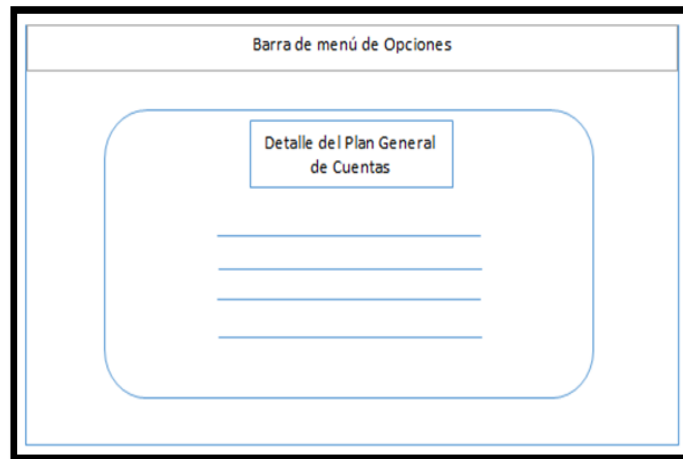 Barra de menú de Opciones
Detalle del Plan General
de Cuentas